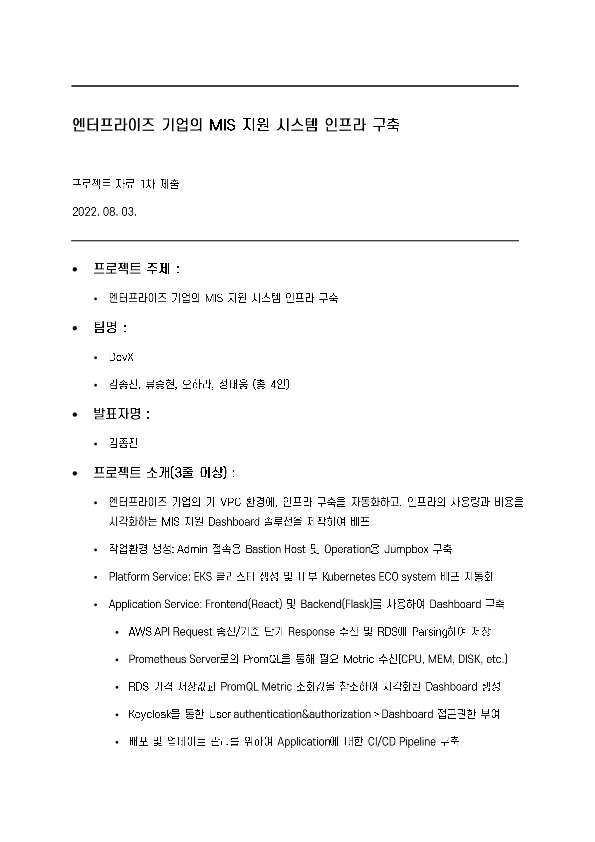 엔터프라이즈 기업의 MIS 지원 시스템 인프라 구축
프로젝트 자료 1차 제출
2022. 08. 03.
• 프로젝트 주제 :
• 엔터프라이즈 기업의 MIS 지원 시스템 인프라 구축
• 팀명 :
• DevX
• 김종진, 류승현, 오하라, 정대웅 (총 4인)
• 발표자명 :
• 김종진
• 프로젝트 소개(3줄 이상) :
• 엔터프라이즈 기업의 기 VPC 환경에, 인프라 구축을 자동화하고, 인프라의 사용량과 비용을
시각화하는 MIS 지원 Dashboard 솔루션을 제작하여 배포
• 작업환경 생성: Admin 접속용 Bastion Host 및 Operation용 Jumpbox 구축
• Platform Service: EKS 클러스터 생성 및 내부 Kubernetes ECO system 배포 자동화
• Application Service: Frontend(React) 및 Backend(Flask)를 사용하여 Dashboard 구축
• AWS API Request 송신/기준 단가 Response 수신 및 RDS에 Parsing하여 저장
• Prometheus Server로의 PromQL을 통해 필요 Metric 수신(CPU, MEM, DISK, etc.)
• RDS 가격 저장값과 PromQL Metric 조회값을 참조하여 시각화된 Dashboard 생성
• Keyclosk을 통한 User authentication&authorization > Dashboard 접근권한 부여
• 배포 및 업데이트 관리를 위하여 Application에 대한 CI/CD Pipeline 구축